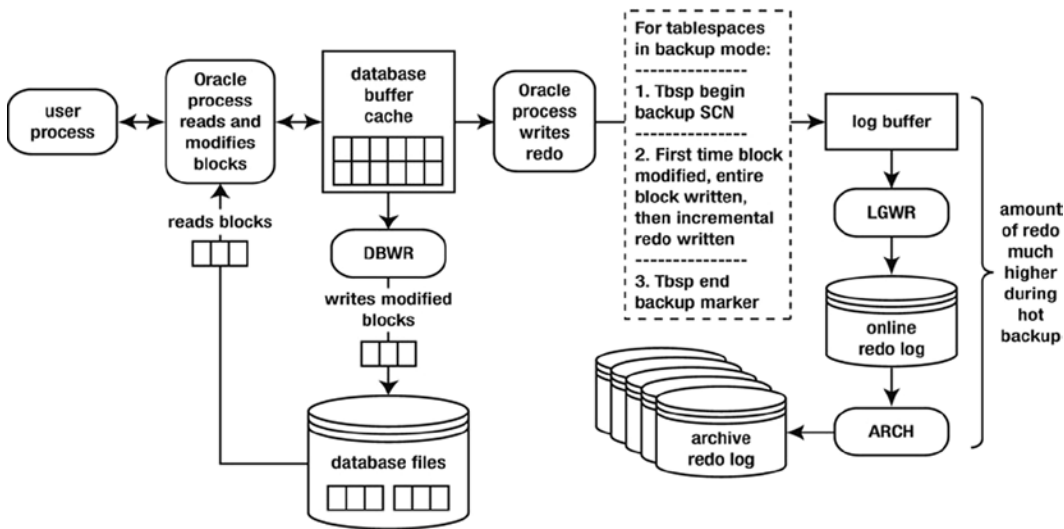 user
process
Oracle
process
reads and
modifies
blocks
reads blocks
database
buffer
cache
DBWR
writes modified
blocks
database files
Oracle
process
writes
redo
For tablespaces
in backup mode:
----------------
1. Tbsp begin
backup SCN
----------------
2. First time block
modified, entire
block written,
then incremental
redo written
----------------
3. Tbsp end
backup marker
log buffer
LGWR
online
redo log
ARCH
archive
redo log
amount
of redo
much
higher
during
hot
backup